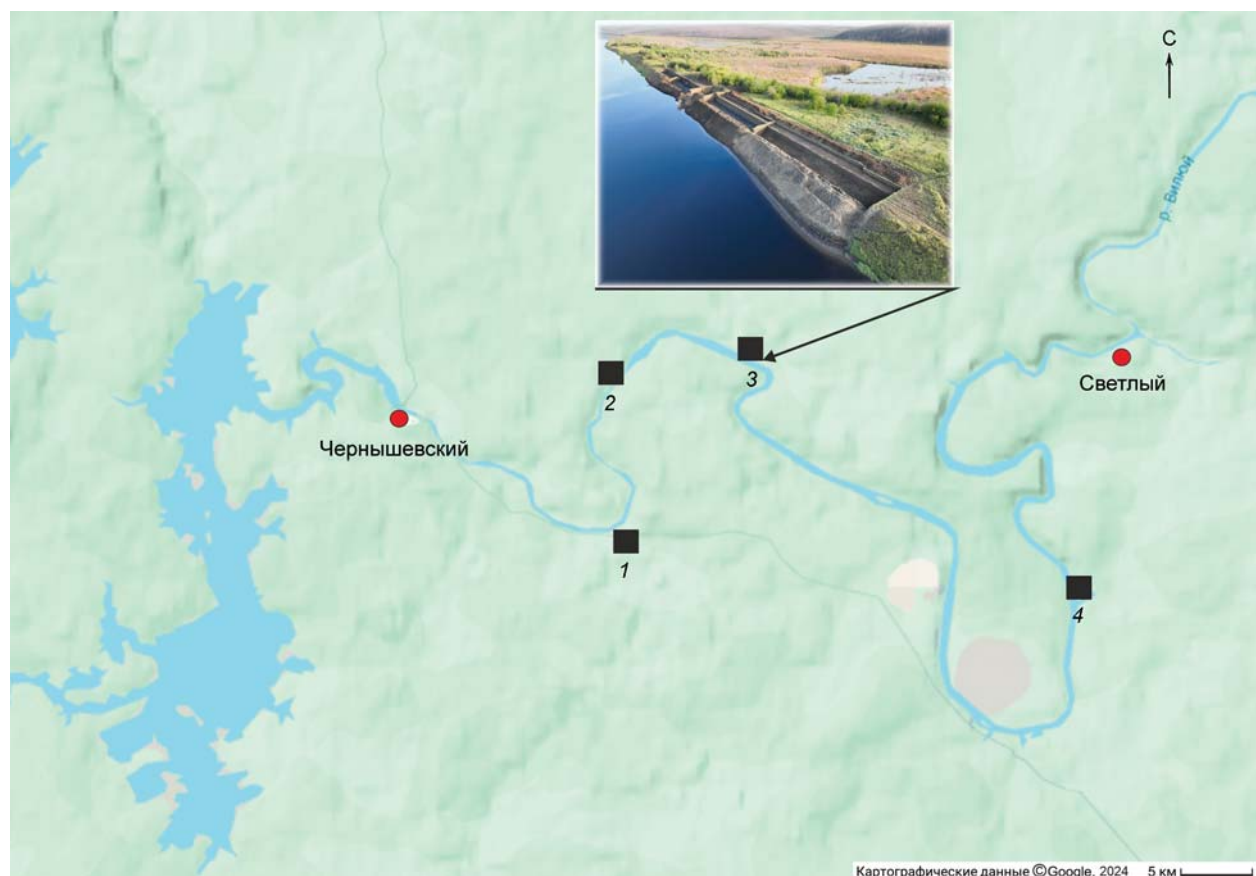 С
р. Вилюй
3
2
Светлый
Чернышевский
1
4
Картографические данные ©Google, 2024 5 км